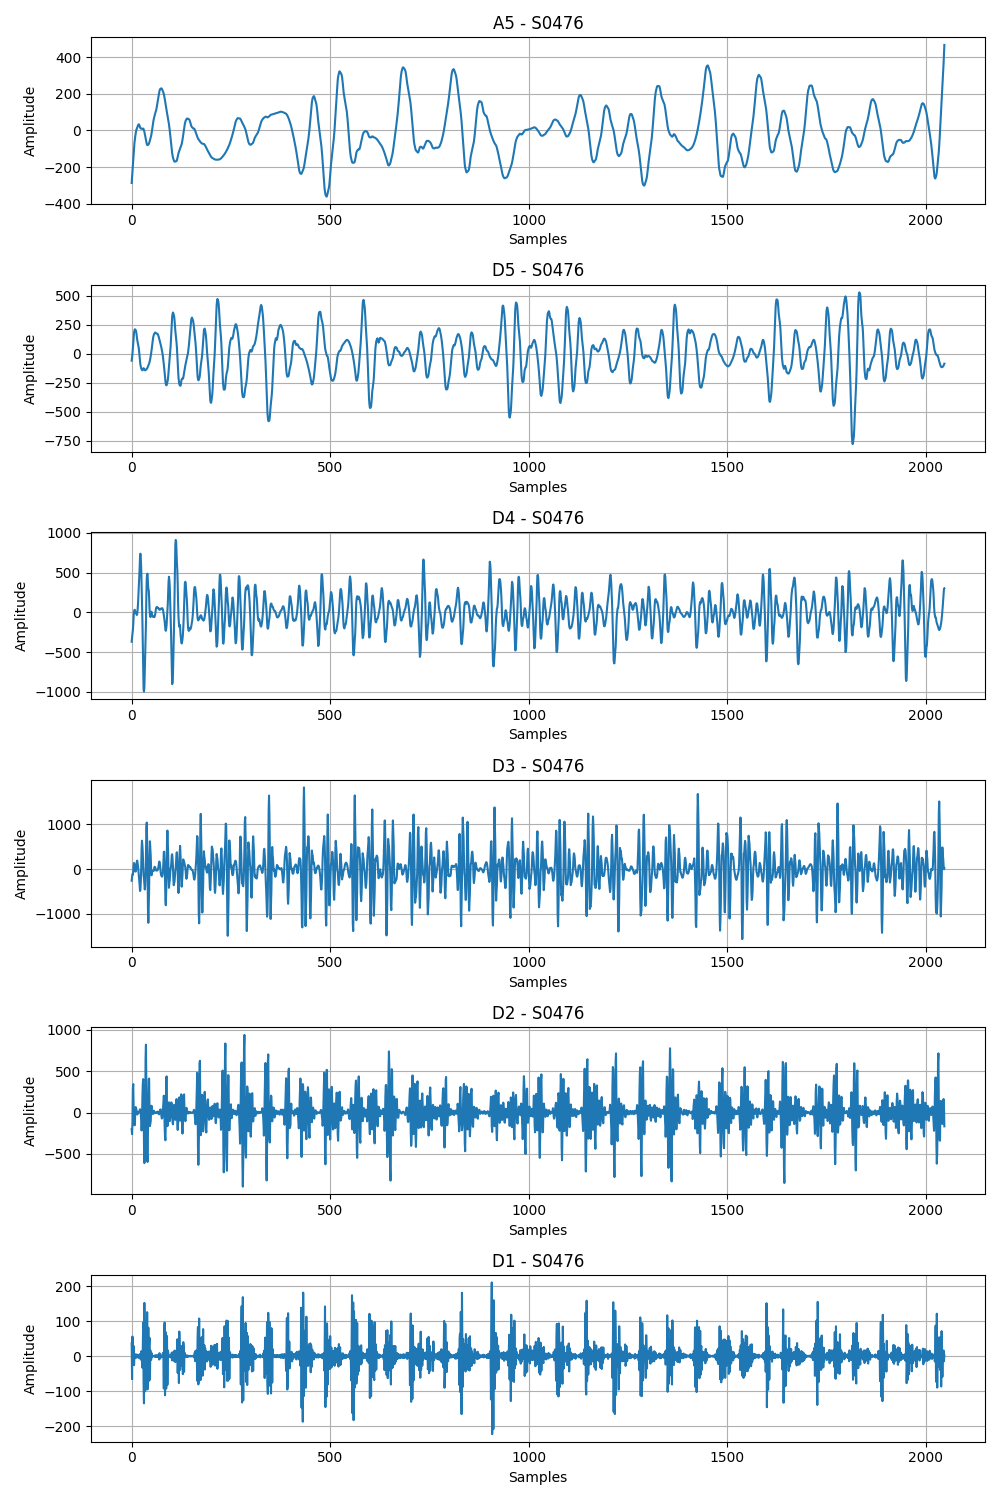 A5 - S0476
400
200
0
−200
−400
Amplitude
0 500 1000 1500 2000
Samples
D5 - S0476
500
250
0
−250
−500
−750
Amplitude
0 500 1000 1500 2000
Samples
D4 - S0476
1000
500
0
−500
−1000
Amplitude
0 500 1000 1500 2000
Samples
D3 - S0476
1000
0
−1000
Amplitude
0 500 1000 1500 2000
Samples
D2 - S0476
1000
500
0
−500
Amplitude
0 500 1000 1500 2000
Samples
D1 - S0476
200
100
0
−100
−200
Amplitude
0 500 1000 1500 2000
Samples